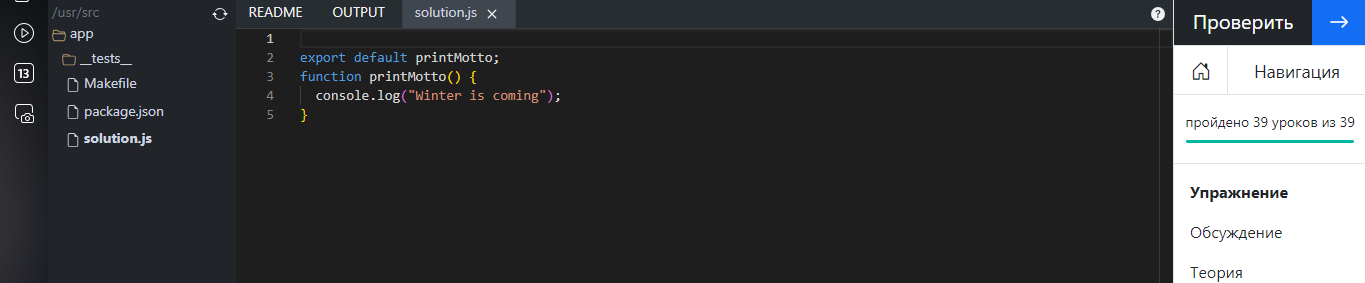 /usr/src
app
__tests__
Makefile
package.json
solution.js
13
README OUTPUT solution.js ×
?
1
2 export default printMotto;
3 function printMotto() {
4 console.log("Winter is coming");
5 }
Проверить
Навигация
пройдено 39 уроков из 39
Упражнение
Обсуждение
Теория